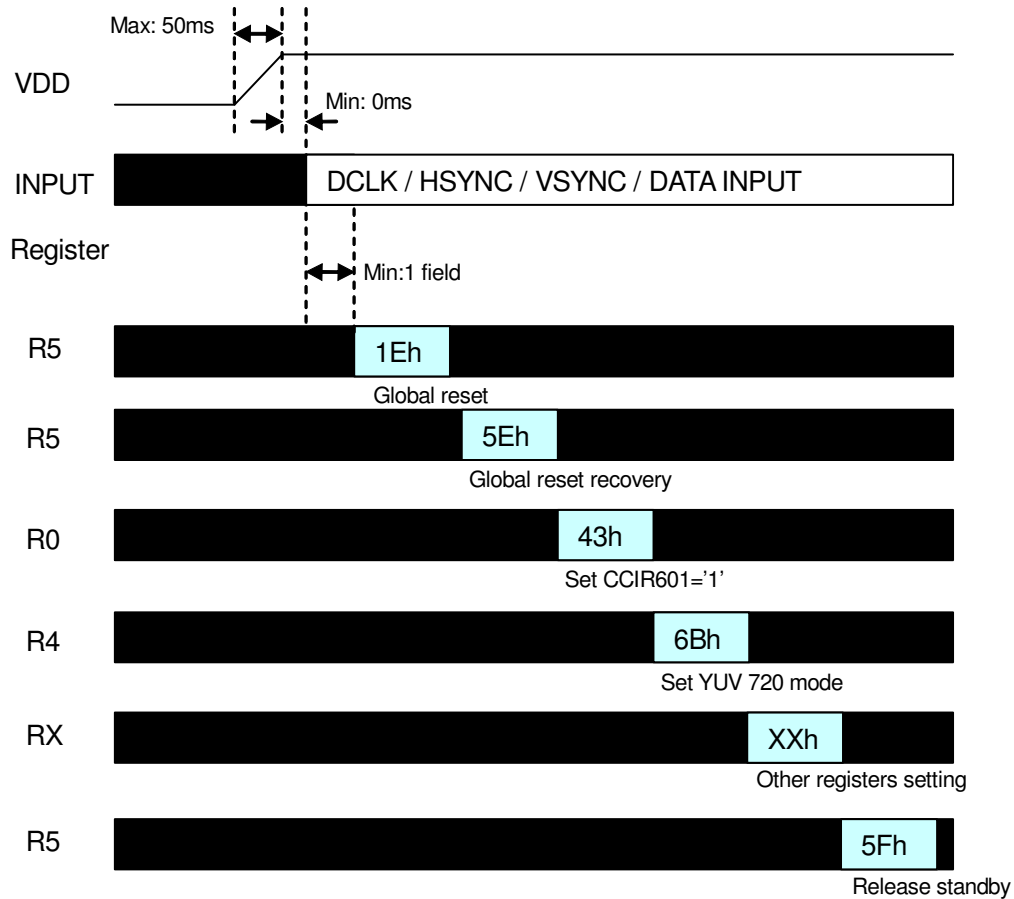 Max: 50ms
VDD
Min: 0ms
INPUT
DCLK / HSYNC / VSYNC / DATA INPUT
Register
Min:1 field
R5
1Eh
Global reset
R5
5Eh
Global reset recovery
R0
43h
Set CCIR601='1'
R4
6Bh
Set YUV 720 mode
RX
XXh
Other registers setting
R5
5Fh
Release standby